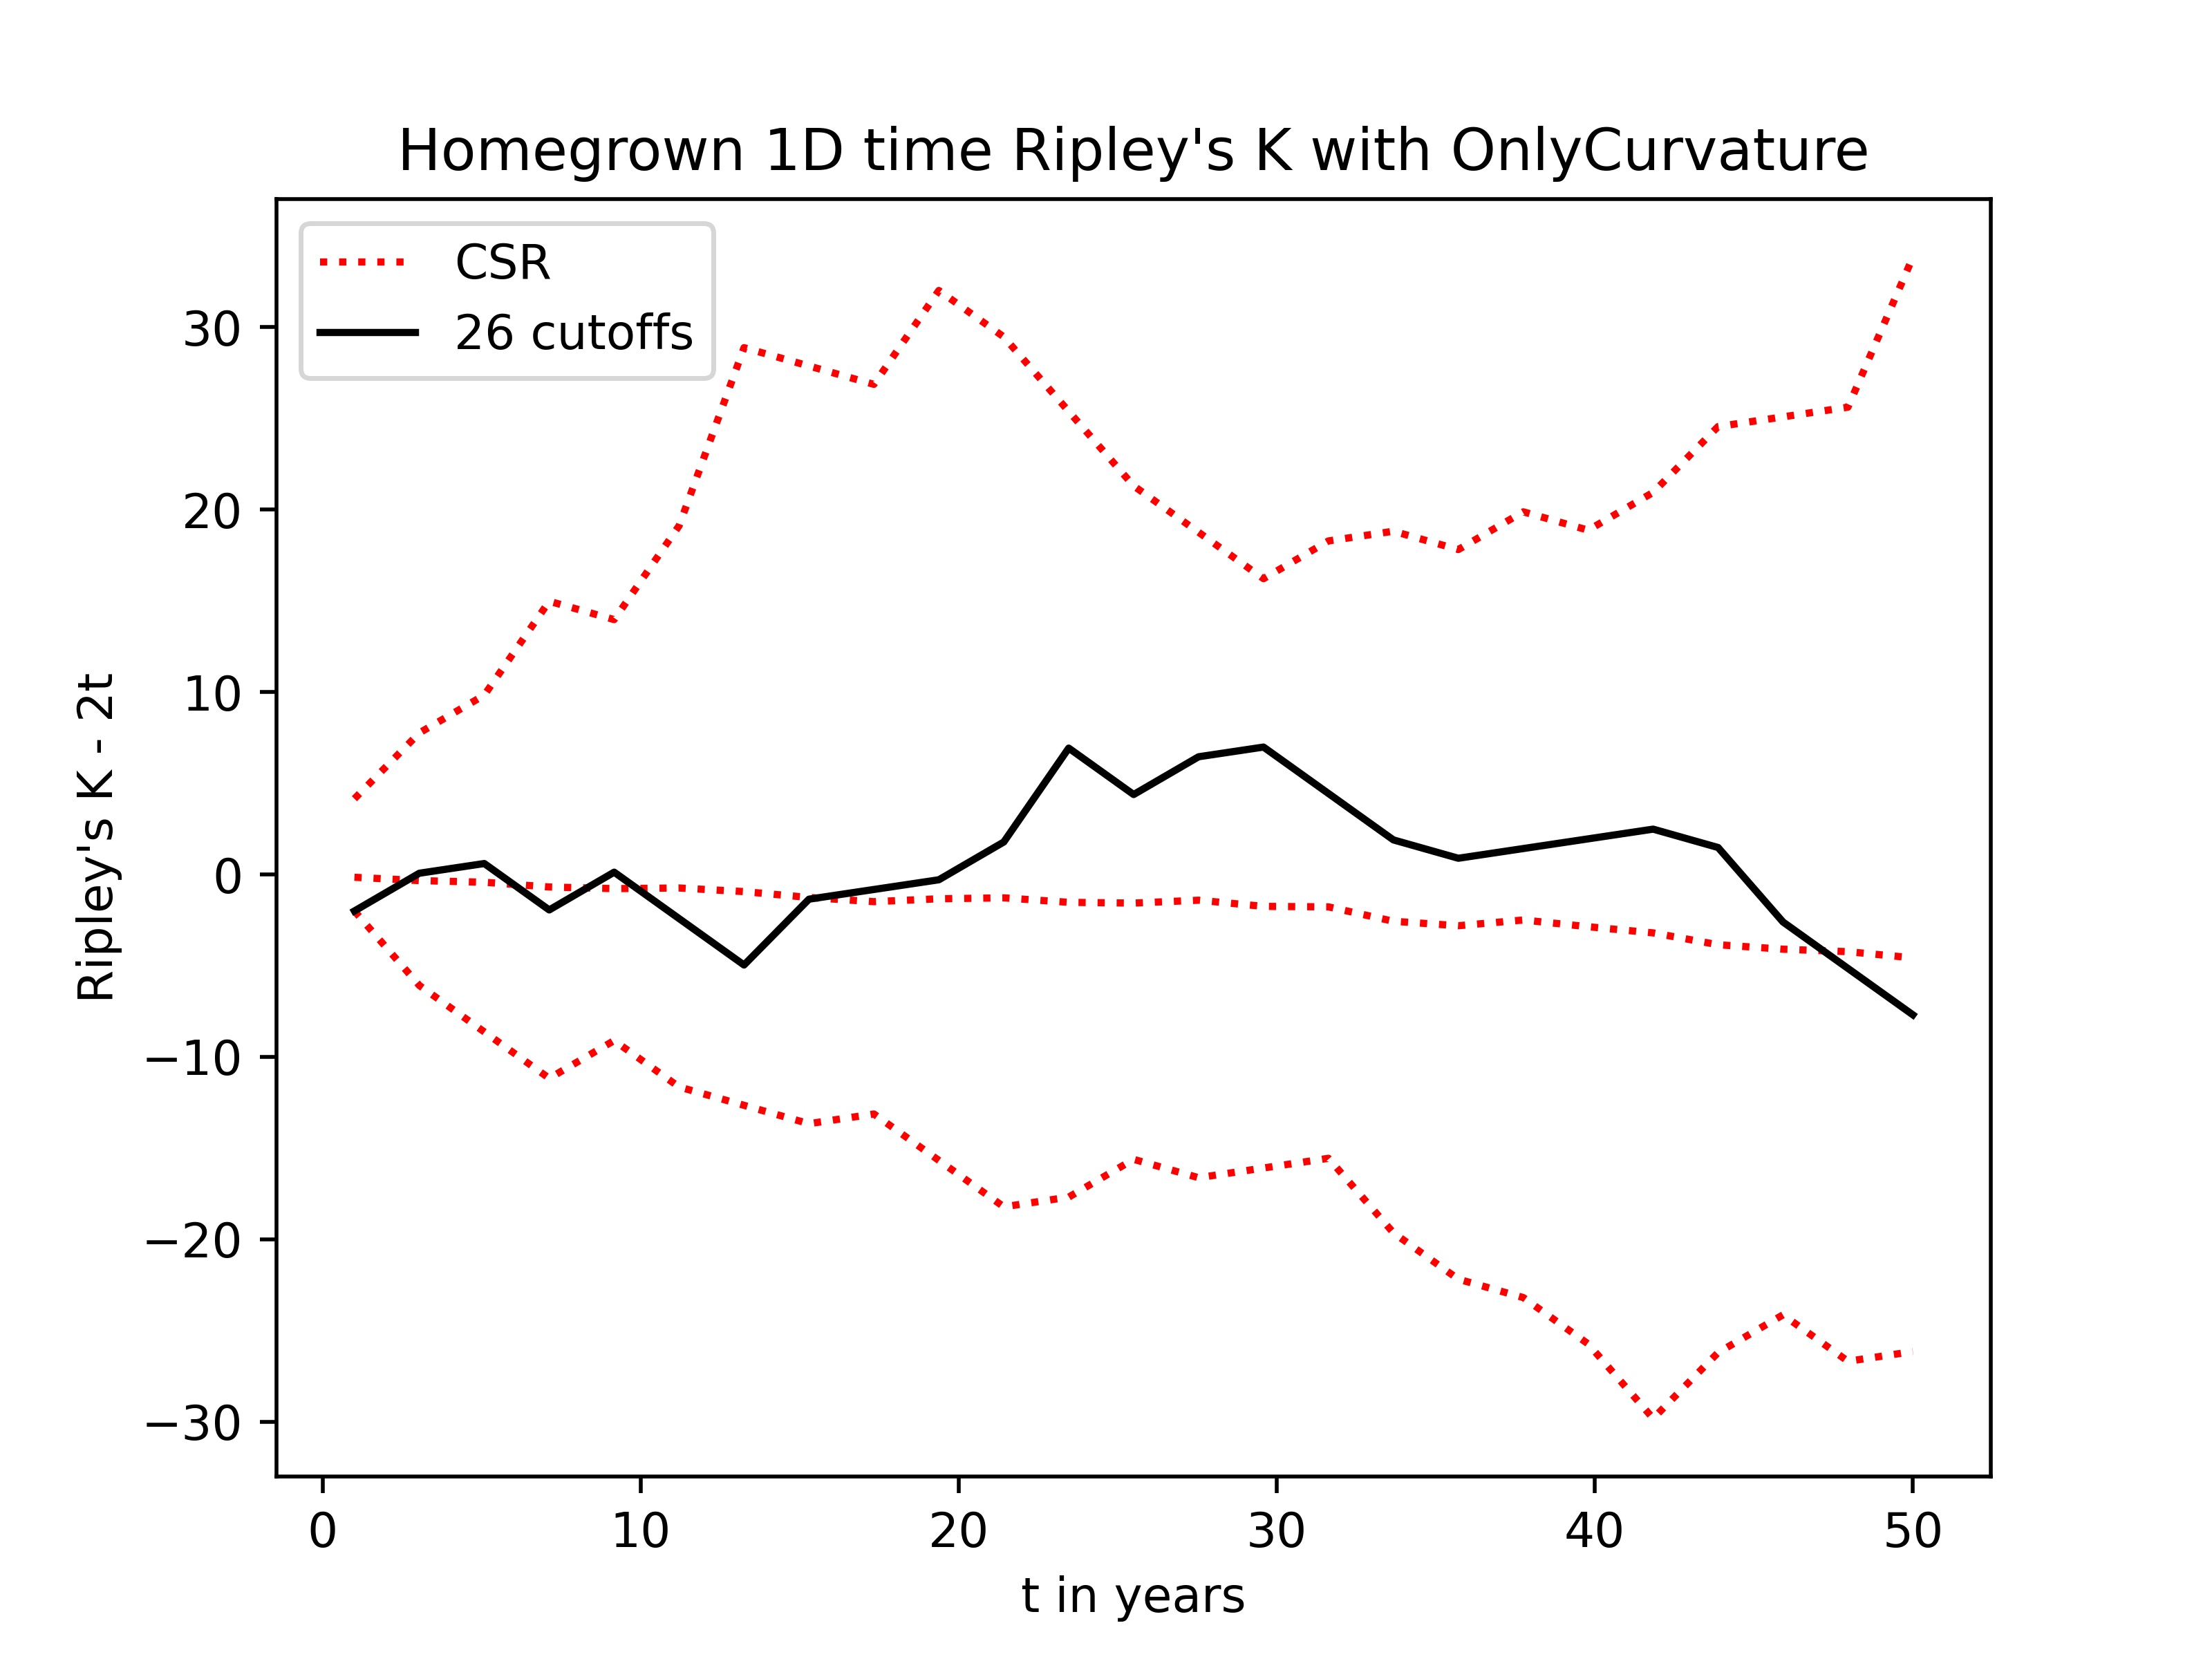 Homegrown 1D time Ripley's K with OnlyCurvature
CSR
26 cutoffs
Ripley's K - 2t
30
20
10
0
−10
−20
−30
0 10 20 30 40 50
t in years